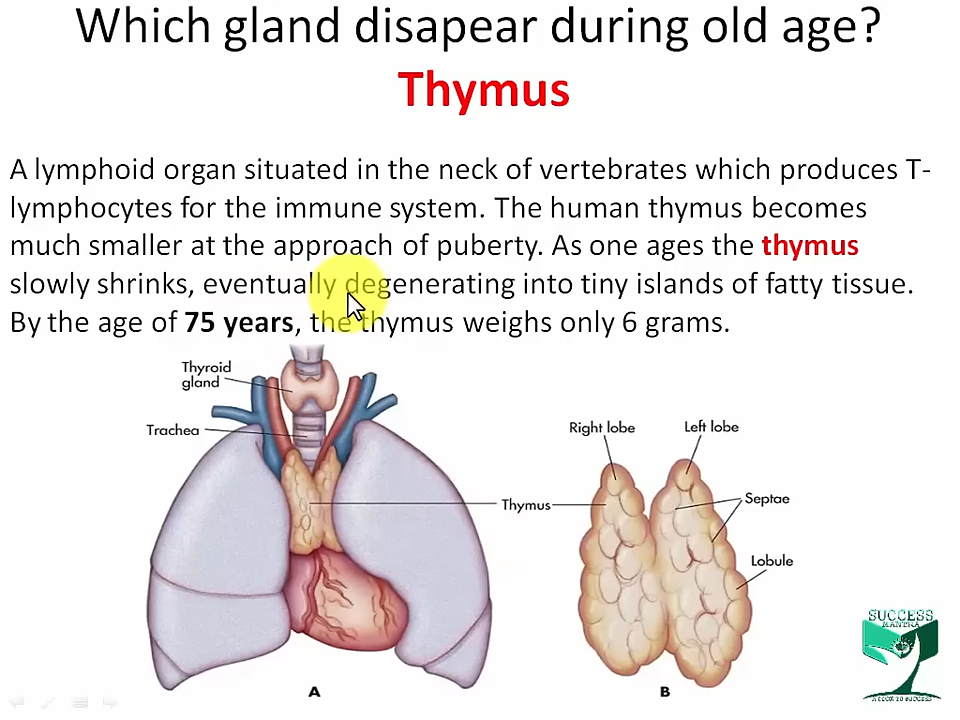 Which gland disapear during old age?
Thymus
A lymphoid organ situated in the neck of vertebrates which produces T-
lymphocytes for the immune system. The human thymus becomes
much smaller at the approach of puberty. As one ages the thymus
slowly shrinks, eventually degenerating into tiny islands of fatty tissue.
By the age of 75 years, the thymus weighs only 6 grams.
Thyroid
gland
Trachea
Right lobe
Left lobe
Septae
Thymus
Lobule
A
B
SUCCESS
MANTRA